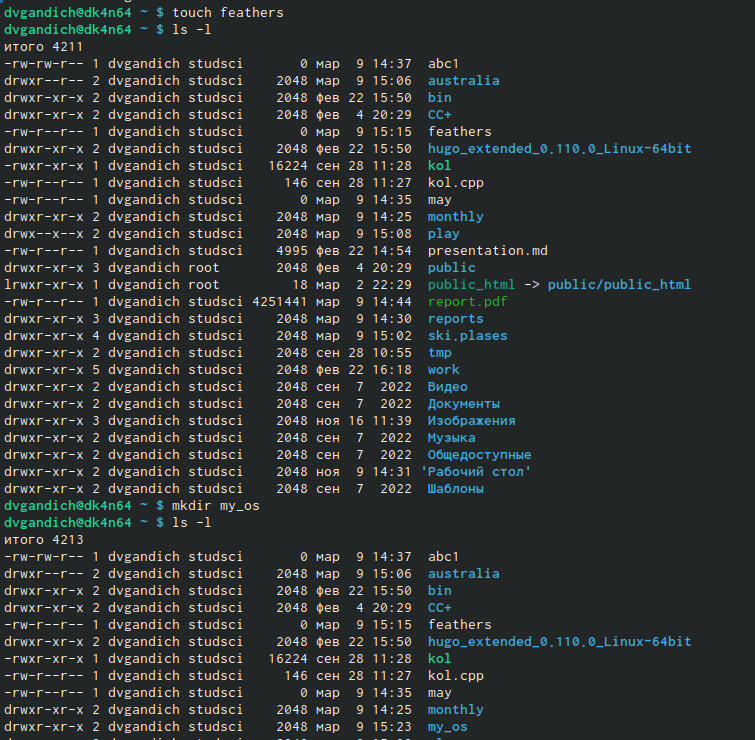 dvgandich@dk4n64 ~ $ touch feathers
dvgandich@dk4n64 ~ $ ls -l
итого 4211
-rw-rw-r-- 1 dvgandich studsci       0 мар  9 14:37  abc1
drwxr--r-- 2 dvgandich studsci    2048 мар  9 15:06  australia
drwxr-xr-x 2 dvgandich studsci    2048 фев 22 15:50  bin
drwxr-xr-x 2 dvgandich studsci    2048 фев  4 20:29  CC+
-rw-r--r-- 1 dvgandich studsci       0 мар  9 15:15  feathers
drwxr-xr-x 2 dvgandich studsci    2048 фев 22 15:50  hugo_extended_0.110.0_Linux-64bit
-rwxr-xr-x 1 dvgandich studsci   16224 сен 28 11:28  kol
-rw-r--r-- 1 dvgandich studsci     146 сен 28 11:27  kol.cpp
-rw-r--r-- 1 dvgandich studsci       0 мар  9 14:35  may
drwxr-xr-x 2 dvgandich studsci    2048 мар  9 14:25  monthly
drwx--x--x 2 dvgandich studsci    2048 мар  9 15:08  play
-rw-r--r-- 1 dvgandich studsci    4995 фев 22 14:54  presentation.md
drwxr-xr-x 3 dvgandich root       2048 фев  4 20:29  public
lrwxr-xr-x 1 dvgandich root         18 мар  2 22:29  public_html -> public/public_html
-rw-r--r-- 1 dvgandich studsci 4251441 мар  9 14:44  report.pdf
drwxr-xr-x 3 dvgandich studsci    2048 мар  9 14:30  reports
drwxr-xr-x 4 dvgandich studsci    2048 мар  9 15:02  ski.plases
drwxr-xr-x 2 dvgandich studsci    2048 сен 28 10:55  tmp
drwxr-xr-x 5 dvgandich studsci    2048 фев 22 16:18  work
drwxr-xr-x 2 dvgandich studsci    2048 сен  7  2022  Видео
drwxr-xr-x 2 dvgandich studsci    2048 сен  7  2022  Документы
drwxr-xr-x 3 dvgandich studsci    2048 ноя 16 11:39  Изображения
drwxr-xr-x 2 dvgandich studsci    2048 сен  7  2022  Музыка
drwxr-xr-x 2 dvgandich studsci    2048 сен  7  2022  Общедоступные
drwxr-xr-x 2 dvgandich studsci    2048 ноя  9 14:31 'Рабочий стол'
drwxr-xr-x 2 dvgandich studsci    2048 сен  7  2022  Шаблоны
dvgandich@dk4n64 ~ $ mkdir my_os
dvgandich@dk4n64 ~ $ ls -l
итого 4213
-rw-rw-r-- 1 dvgandich studsci       0 мар  9 14:37  abc1
drwxr--r-- 2 dvgandich studsci    2048 мар  9 15:06  australia
drwxr-xr-x 2 dvgandich studsci    2048 фев 22 15:50  bin
drwxr-xr-x 2 dvgandich studsci    2048 фев  4 20:29  CC+
-rw-r--r-- 1 dvgandich studsci       0 мар  9 15:15  feathers
drwxr-xr-x 2 dvgandich studsci    2048 фев 22 15:50  hugo_extended_0.110.0_Linux-64bit
-rwxr-xr-x 1 dvgandich studsci   16224 сен 28 11:28  kol
-rw-r--r-- 1 dvgandich studsci     146 сен 28 11:27  kol.cpp
-rw-r--r-- 1 dvgandich studsci       0 мар  9 14:35  may
drwxr-xr-x 2 dvgandich studsci    2048 мар  9 14:25  monthly
drwxr-xr-x 2 dvgandich studsci    2048 мар  9 15:23  my_os